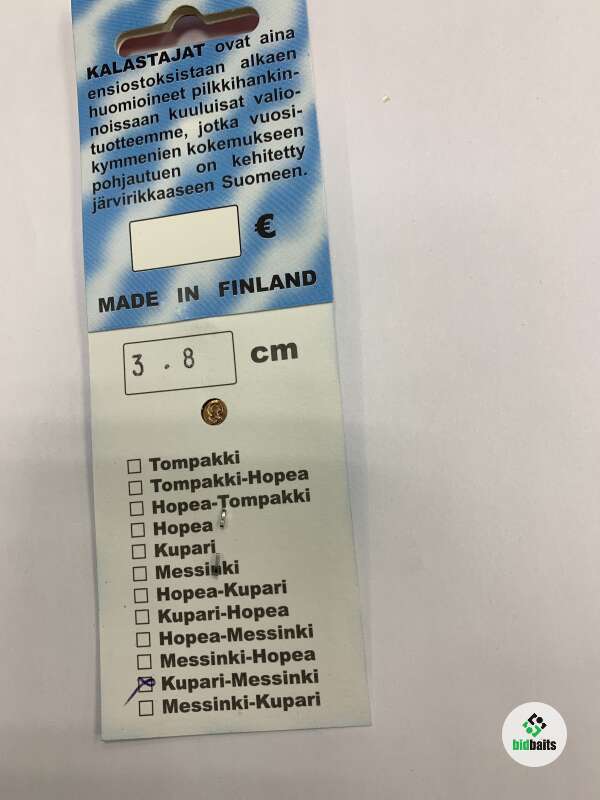 KALASTAJAT ovat aina
ensiostoksistaan alkaen
huomioineet pilkkihankin-
noissaan kuuluisat valio-
tuotteemme, jotka vuosi-
kymmenien kokemukseen
pohjautuen on kehitetty
järvirikkaaseen Suomeen.
€
MADE IN FINLAND
3.8 cm
Tompakki
Tompakki-Hopea
Hopea-Tompakki
Hopea
Kupari
Messinki
Hopea-Kupari
Kupari-Hopea
Hopea-Messinki
Messinki-Hopea
Kupari-Messinki
Messinki-Kupari
bidbaits